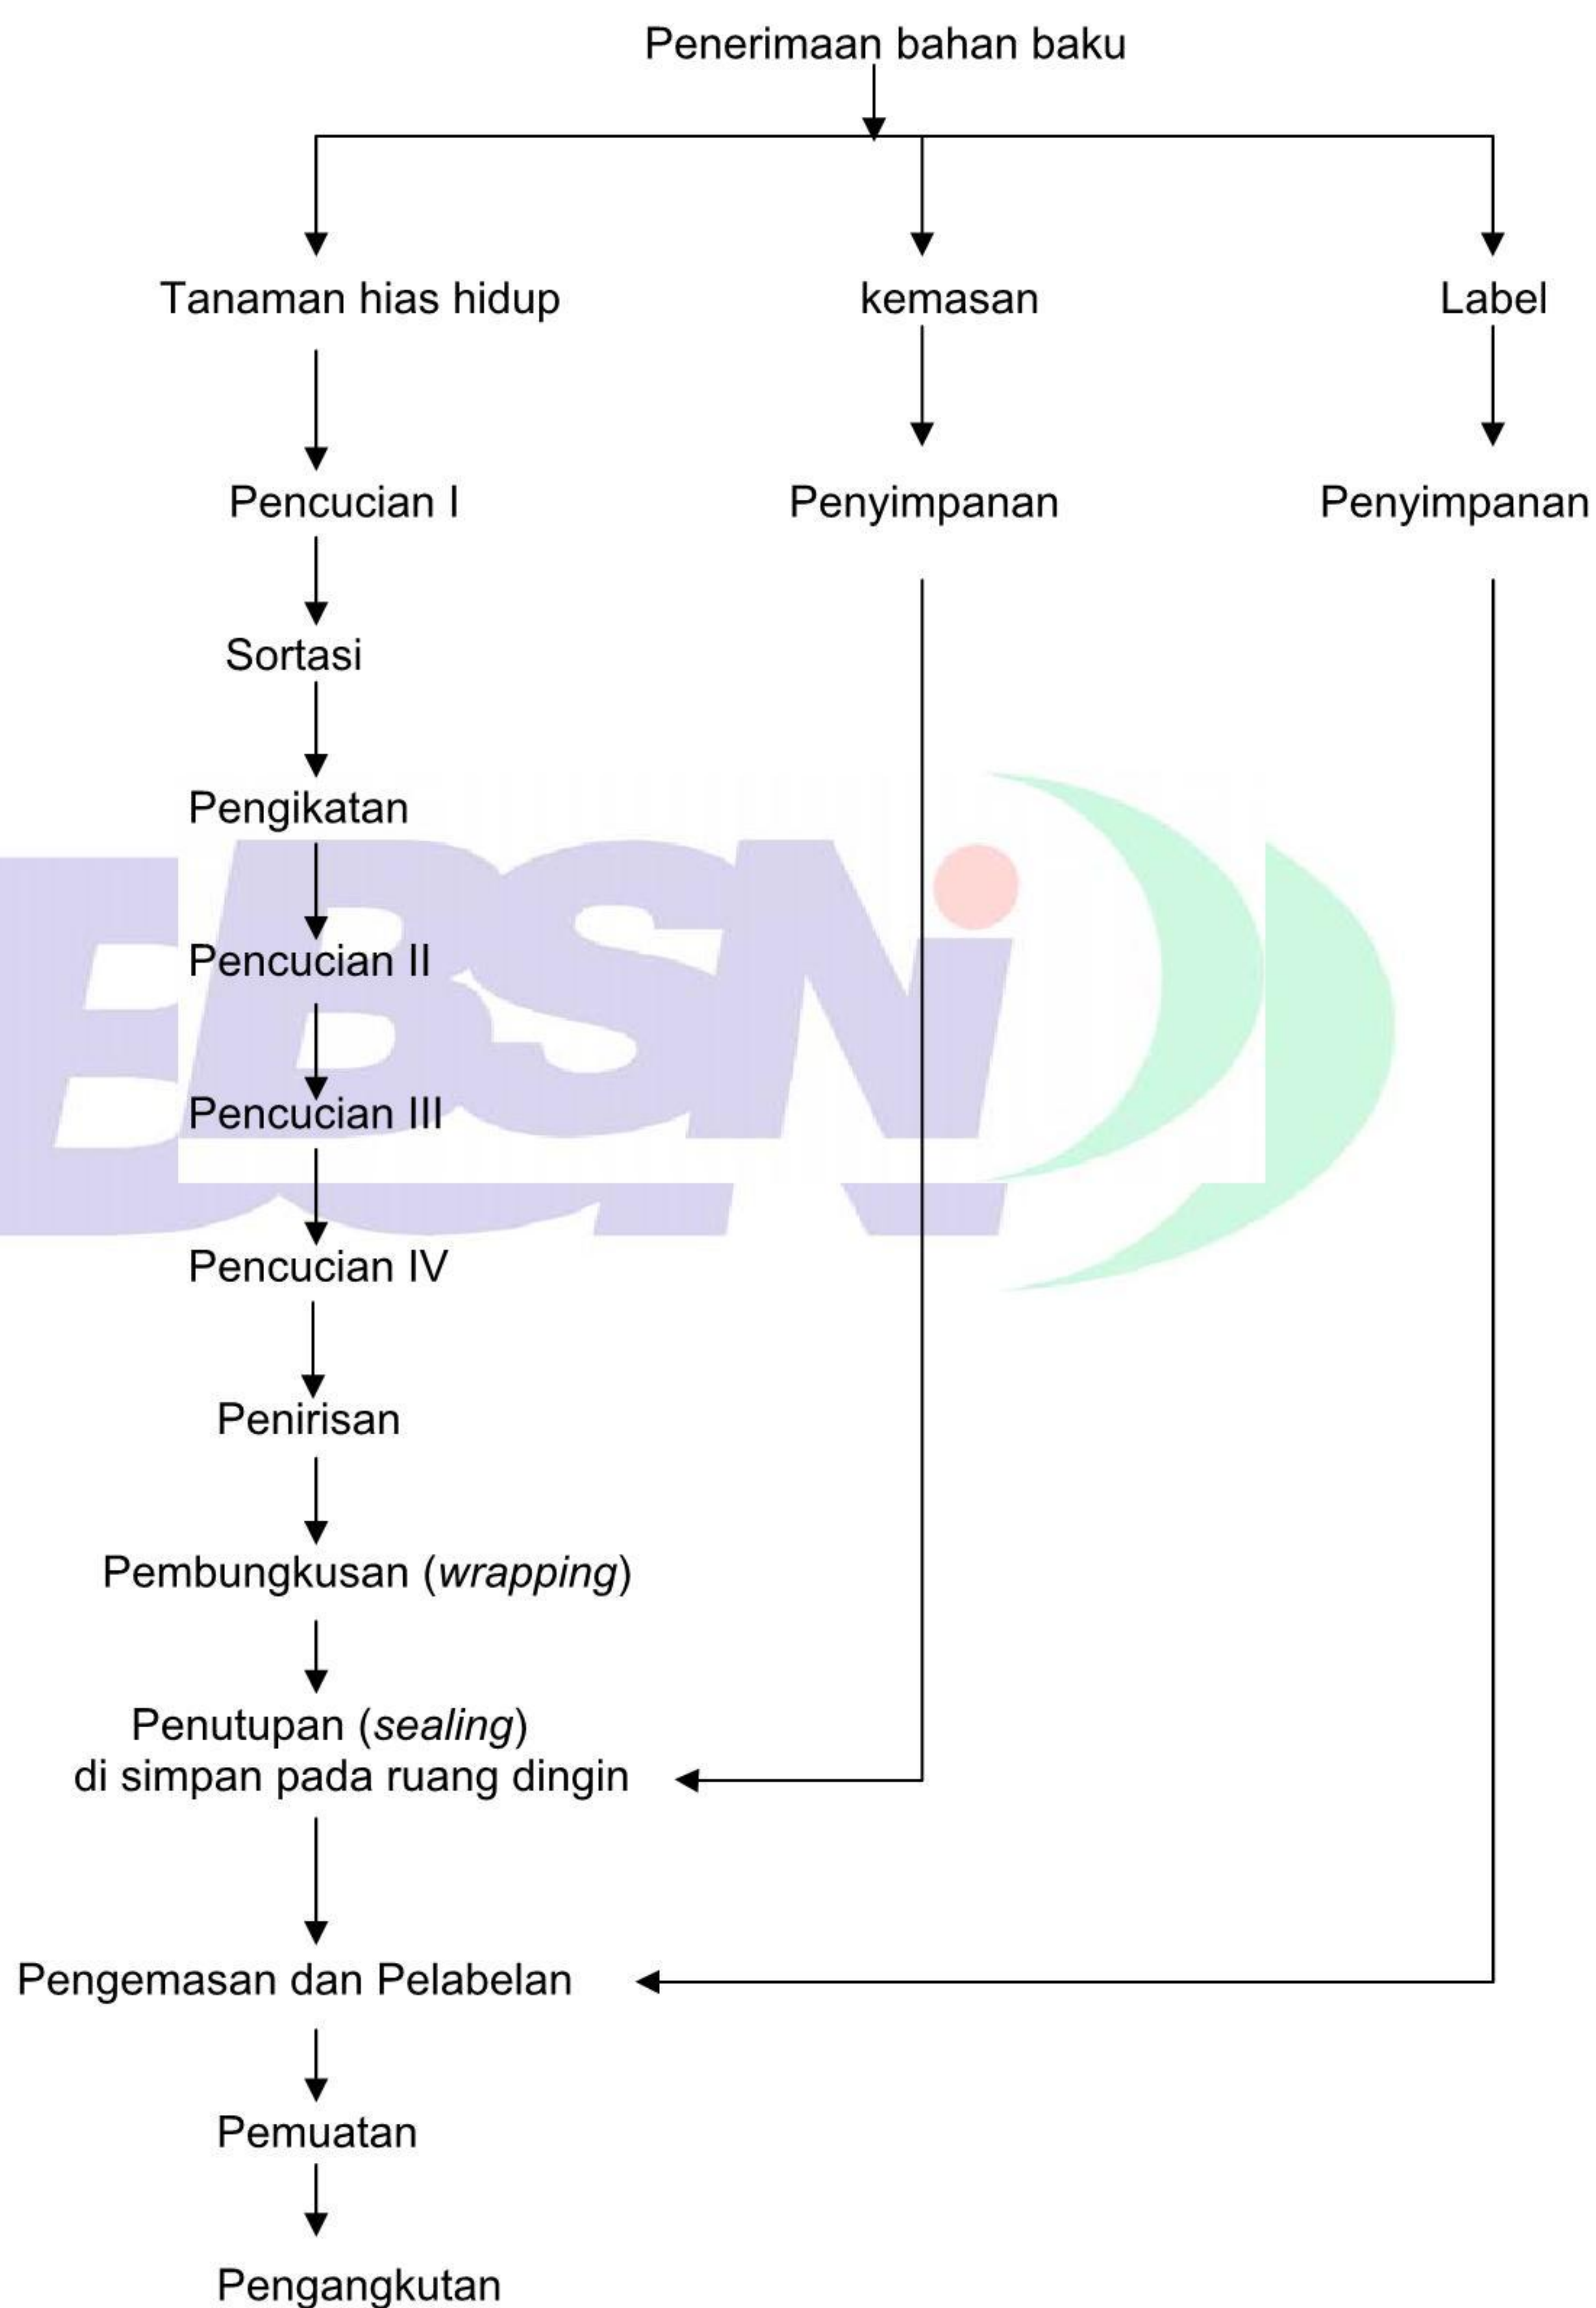 Penerimaan bahan baku
Tanaman hias hidup
kemasan
Label
Pencucian I
Penyimpanan
Penyimpanan
Sortasi
Pengikatan
BSN
Pencucian II
Pencucian III
Pencucian IV
Penirisan
Pembungkusan (wrapping)
Penutupan (sealing)
di simpan pada ruang dingin
Pengemasan dan Pelabelan
Pemuatan
Pengangkutan